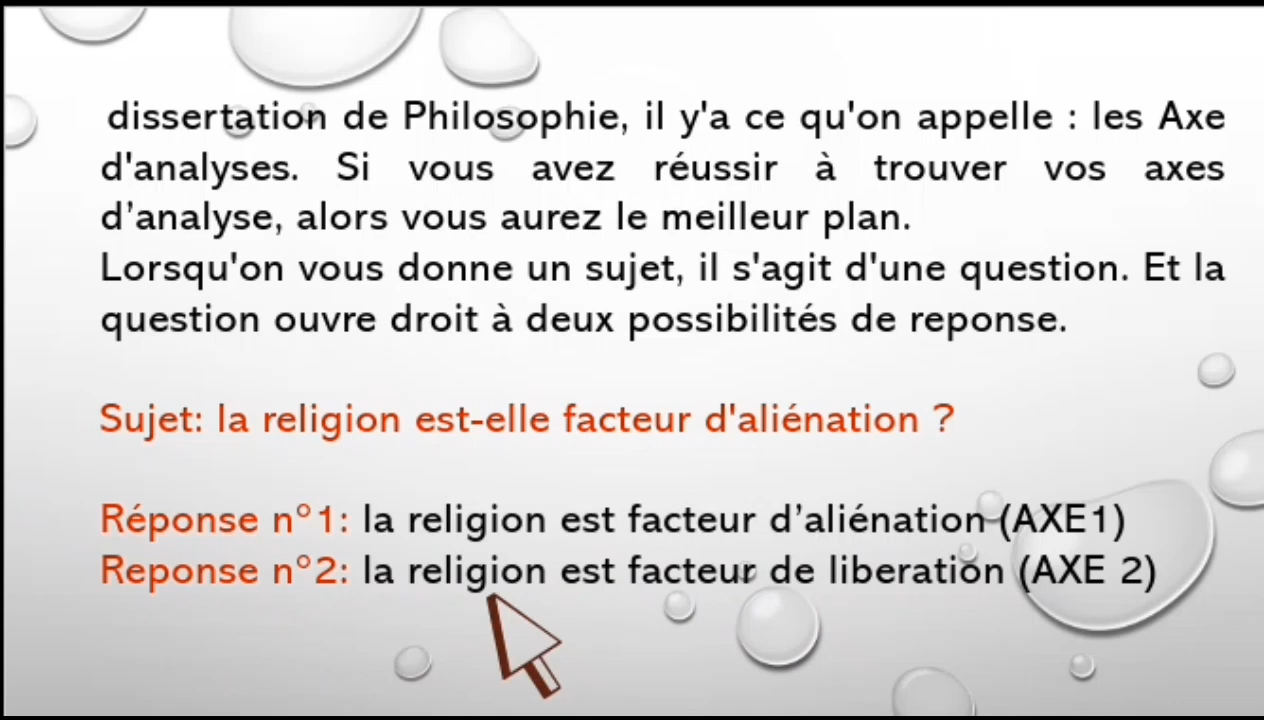 dissertation de Philosophie, il y'a ce qu'on appelle : les Axe
d'analyses. Si vous avez réussir à trouver vos axes
d’analyse, alors vous aurez le meilleur plan.
Lorsqu'on vous donne un sujet, il s'agit d'une question. Et la
question ouvre droit à deux possibilités de reponse.
Sujet: la religion est-elle facteur d'aliénation ?
Réponse n°1: la religion est facteur d’aliénation (AXE1)
Reponse n°2: la religion est facteur de liberation (AXE 2)